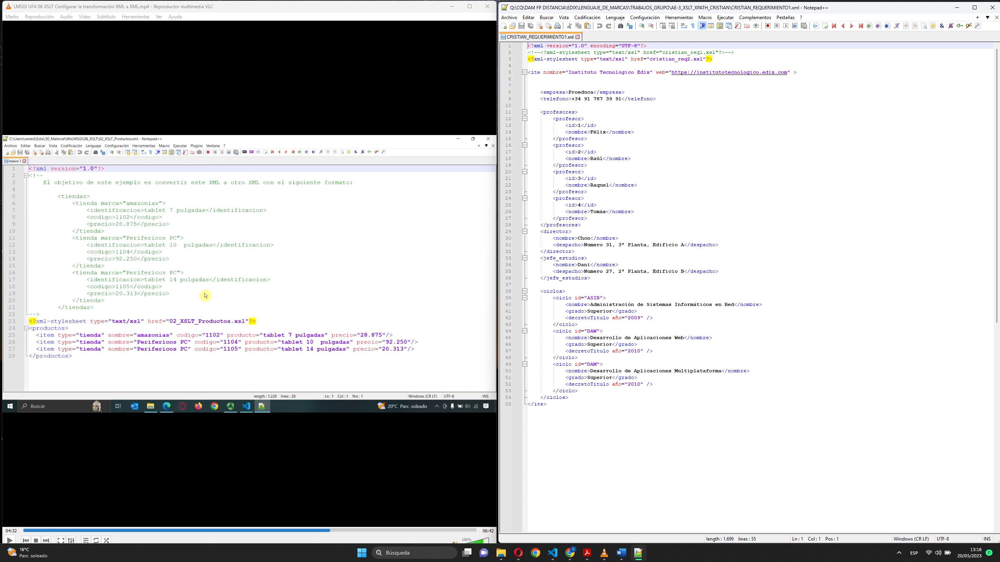 LMSGI UF4 06 XSLT Configurar la transformación XML a XML.mp4 - Reproductor multimedia VLC
Medio Reproducción Audio Vídeo Subtítulo Herramientas Ver Ayuda
C:\Users\vened\Edix\30_Material\WsLMSGI\08_XSLT\02_XSLT_Productos.xml - Notepad++
Archivo Editar Buscar Vista Codificación Lenguaje Configuración Herramientas Macro Ejecutar Plugins Ventana ?
nuevo 1
1 <?xml version="1.0"?>
2 <!--
3 El objetivo de este ejemplo es convertir este XML a otro XML con el siguiente formato:
4
5 <tiendas>
6 <tienda marca="amazonias">
7 <identificacion>tablet 7 pulgadas</identificacion>
8 <codigo>1102</codigo>
9 <precio>28.875</precio>
10 </tienda>
11 <tienda marca="Perifericos PC">
12 <identificacion>tablet 10  pulgadas</identificacion>
13 <codigo>1104</codigo>
14 <precio>92.250</precio>
15 </tienda>
16 <tienda marca="Perifericos PC">
17 <identificacion>tablet 14 pulgadas</identificacion>
18 <codigo>1105</codigo>
19 <precio>20.313</precio>
20 </tienda>
21 </tiendas>
22 -->
23 <?xml-stylesheet type="text/xsl" href="02_XSLT_Productos.xsl"?>
24 <productos>
25 <item type="tienda" nombre="amazonias" codigo="1102" producto="tablet 7 pulgadas" precio="28.875"/>
26 <item type="tienda" nombre="Perifericos PC" codigo="1104" producto="tablet 10  pulgadas" precio="92.250"/>
27 <item type="tienda" nombre="Perifericos PC" codigo="1105" producto="tablet 14 pulgadas" precio="20.313"/>
28 </productos>
length : 1.226 lines : 28 Ln : 1 Col : 1 Pos : 1 Windows (CR LF) UTF-8 INS
Buscar 20°C Parc. soleado
04:32 06:42
100%
Q:\CQ\DAM FP DISTANCIA\EDIX\LENGUAJE_DE_MARCAS\TRABAJOS_GRUPO\AE-3_XSLT_XPATH_CRISTIAN\CRISTIAN_REQUERIMIENTO1.xml - Notepad++
Archivo Editar Buscar Vista Codificación Lenguaje Configuración Herramientas Macro Ejecutar Complementos Pestañas ?
CRISTIAN_REQUERIMIENTO1.xml
1 <?xml version="1.0" encoding="UTF-8"?>
2 <!--<?xml-stylesheet type="text/xsl" href="cristian_req1.xsl"?>-->
3 <?xml-stylesheet type="text/xsl" href="cristian_req2.xsl"?>
4
5 <ite nombre="Instituto Tecnológico Edix" web="https://institutotecnologico.edix.com" >
6
7
8 <empresa>Proeduca</empresa>
9 <telefono>+34 91 787 39 91</telefono>
10
11 <profesores>
12 <profesor>
13 <id>1</id>
14 <nombre>Félix</nombre>
15 </profesor>
16 <profesor>
17 <id>2</id>
18 <nombre>Raúl</nombre>
19 </profesor>
20 <profesor>
21 <id>3</id>
22 <nombre>Raquel</nombre>
23 </profesor>
24 <profesor>
25 <id>4</id>
26 <nombre>Tomás</nombre>
27 </profesor>
28 </profesores>
29 <director>
30 <nombre>Chon</nombre>
31 <despacho>Numero 31, 3ª Planta, Edificio A</despacho>
32 </director>
33 <jefe_estudios>
34 <nombre>Dani</nombre>
35 <despacho>Numero 27, 2ª Planta, Edificio B</despacho>
36 </jefe_estudios>
37
38 <ciclos>
39 <ciclo id="ASIR">
40 <nombre>Administración de Sistemas Informáticos en Red</nombre>
41 <grado>Superior</grado>
42 <decretoTitulo año="2009" />
43 </ciclo>
44 <ciclo id="DAW">
45 <nombre>Desarrollo de Aplicaciones Web</nombre>
46 <grado>Superior</grado>
47 <decretoTitulo año="2010" />
48 </ciclo>
49 <ciclo id="DAM">
50 <nombre>Desarrollo de Aplicaciones Multiplataforma</nombre>
51 <grado>Superior</grado>
52 <decretoTitulo año="2010" />
53 </ciclo>
54 </ciclos>
55 </ite>
length : 1.699 lines : 55 Ln : 1 Col : 1 Pos : 1 Windows (CR LF) UTF-8 INS
16°C
Parc. soleado
Búsqueda
ESP
13:16
20/05/2023
31